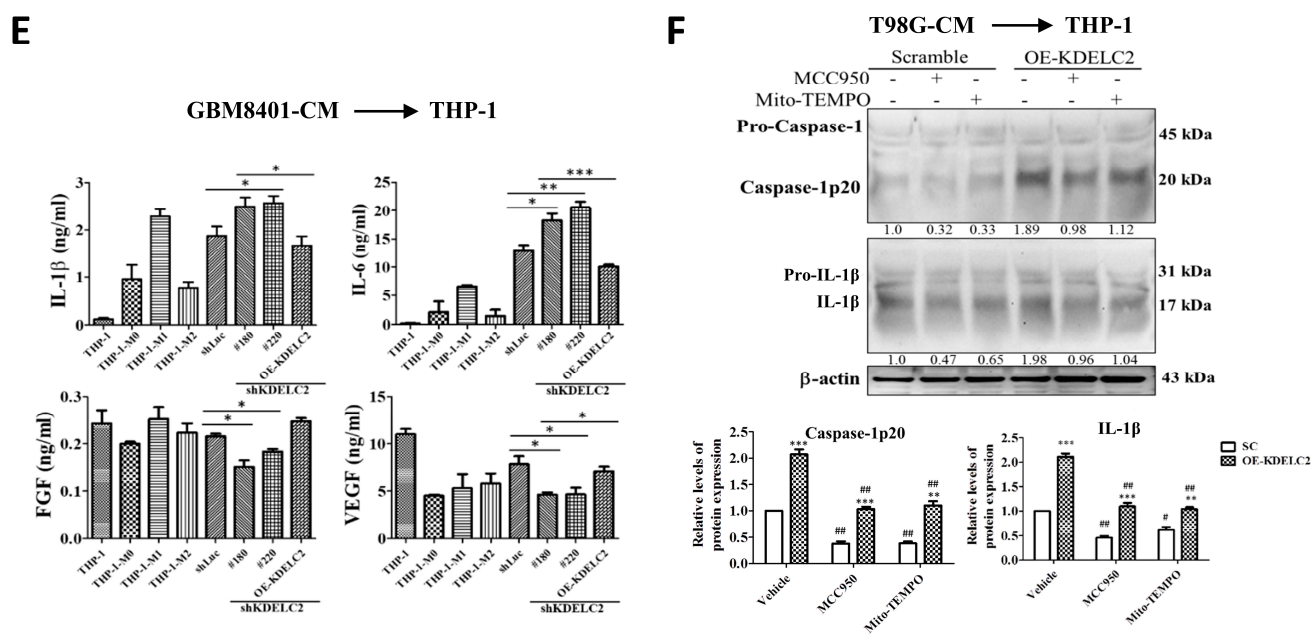 E
GBM8401-CM → THP-1
IL-1β (ng/ml)
3
2
1
0
*
*
THP-1
THP-1-M0
THP-1-M1
THP-1-M2
shLuc
#180
#220
OE-KDELC2
shKDELC2
IL-6 (ng/ml)
25
20
15
10
5
0
***
**
*
THP-1
THP-1-M0
THP-1-M1
THP-1-M2
shLuc
#180
#220
OE-KDELC2
shKDELC2
FGF (ng/ml)
0.3
0.2
0.1
0.0
*
*
THP-1
THP-1-M0
THP-1-M1
THP-1-M2
shLuc
#180
#220
OE-KDELC2
shKDELC2
VEGF (ng/ml)
15
10
5
0
*
*
*
THP-1
THP-1-M0
THP-1-M1
THP-1-M2
shLuc
#180
#220
OE-KDELC2
shKDELC2
F
T98G-CM → THP-1
Scramble OE-KDELC2
MCC950 - + - - + -
Mito-TEMPO - - + - - +
Pro-Caspase-1 45 kDa
Caspase-1p20 20 kDa
1.0 0.32 0.33 1.89 0.98 1.12
Pro-IL-1β 31 kDa
IL-1β 17 kDa
1.0 0.47 0.65 1.98 0.96 1.04
β-actin 43 kDa
Caspase-1p20
Relative levels of
protein expression
2.5
2.0
1.5
1.0
0.5
0.0
***
##
##
***
##
##
**
Vehicle
MCC950
Mito-TEMPO
IL-1β
Relative levels of
protein expression
2.5
2.0
1.5
1.0
0.5
0.0
***
##
##
***
#
##
**
Vehicle
MCC950
Mito-TEMPO
SC
OE-KDELC2